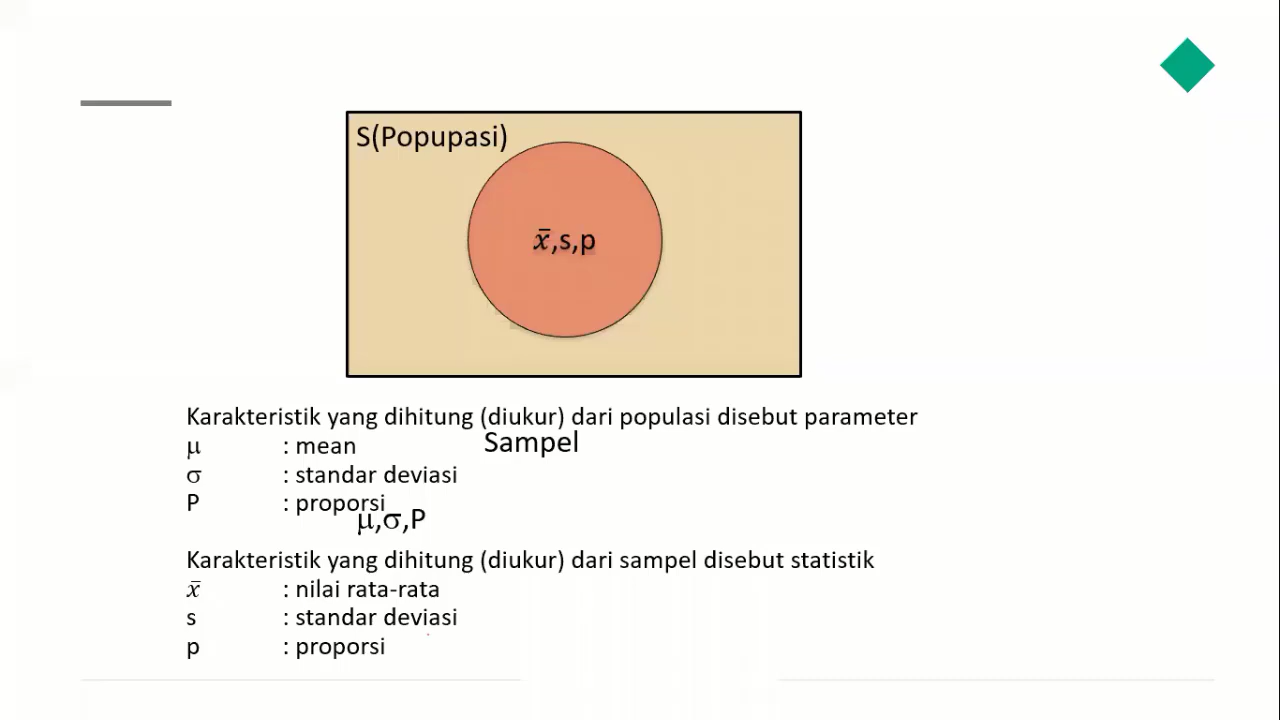 S(Popupasi)
x̄,s,p
Karakteristik yang dihitung (diukur) dari populasi disebut parameter
μ : mean
Sampel
σ : standar deviasi
P : proporsi
μ,σ,P
Karakteristik yang dihitung (diukur) dari sampel disebut statistik
x̄ : nilai rata-rata
s : standar deviasi
p : proporsi